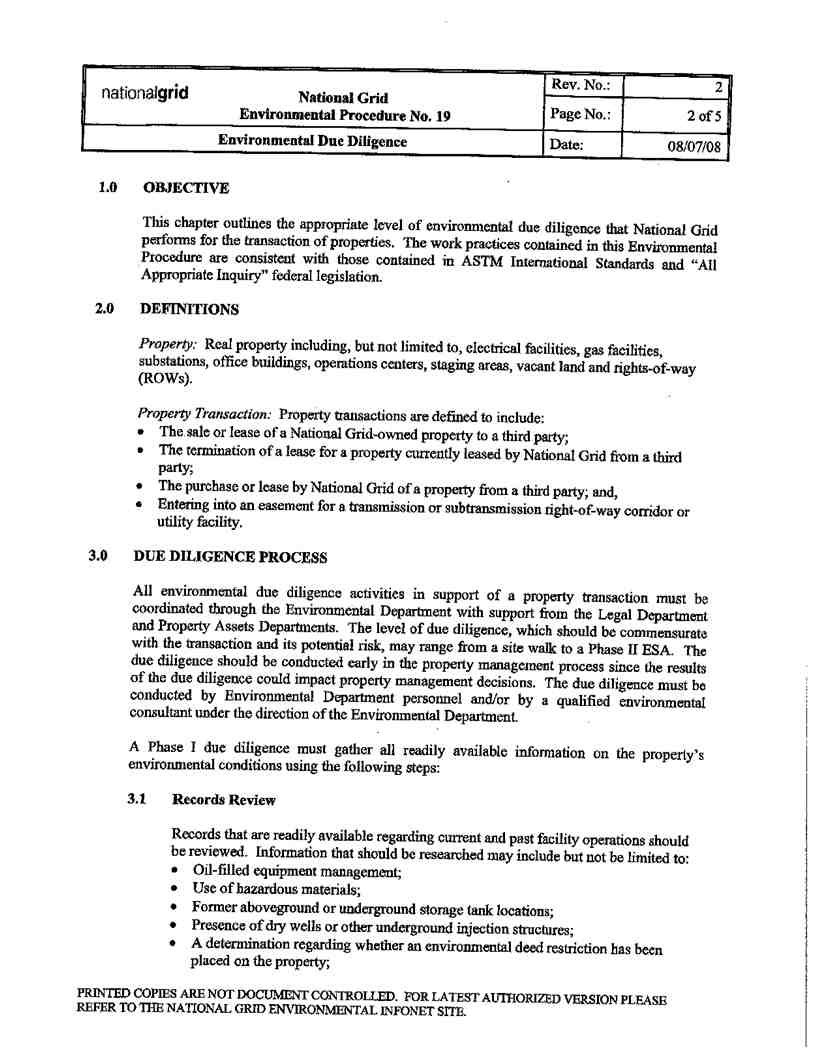 nationalgrid
National Grid
Environmental Procedure No. 19
Rev. No.: 2
Page No.: 2 of 5
Environmental Due Diligence
Date: 08/07/08
1.0 OBJECTIVE
This chapter outlines the appropriate level of environmental due diligence that National Grid
performs for the transaction of properties. The work practices contained in this Environmental
Procedure are consistent with those contained in ASTM International Standards and “All
Appropriate Inquiry” federal legislation.
2.0 DEFINITIONS
Property: Real property including, but not limited to, electrical facilities, gas facilities,
substations, office buildings, operations centers, staging areas, vacant land and rights-of-way
(ROWs).
Property Transaction: Property transactions are defined to include:
• The sale or lease of a National Grid-owned property to a third party;
• The termination of a lease for a property currently leased by National Grid from a third
party;
• The purchase or lease by National Grid of a property from a third party; and,
• Entering into an easement for a transmission or subtransmission right-of-way corridor or
utility facility.
3.0 DUE DILIGENCE PROCESS
All environmental due diligence activities in support of a property transaction must be
coordinated through the Environmental Department with support from the Legal Department
and Property Assets Departments. The level of due diligence, which should be commensurate
with the transaction and its potential risk, may range from a site walk to a Phase II ESA. The
due diligence should be conducted early in the property management process since the results
of the due diligence could impact property management decisions. The due diligence must be
conducted by Environmental Department personnel and/or by a qualified environmental
consultant under the direction of the Environmental Department.
A Phase I due diligence must gather all readily available information on the property’s
environmental conditions using the following steps:
3.1 Records Review
Records that are readily available regarding current and past facility operations should
be reviewed. Information that should be researched may include but not be limited to:
• Oil-filled equipment management;
• Use of hazardous materials;
• Former aboveground or underground storage tank locations;
• Presence of dry wells or other underground injection structures;
• A determination regarding whether an environmental deed restriction has been
placed on the property;
PRINTED COPIES ARE NOT DOCUMENT CONTROLLED. FOR LATEST AUTHORIZED VERSION PLEASE
REFER TO THE NATIONAL GRID ENVIRONMENTAL INFONET SITE.